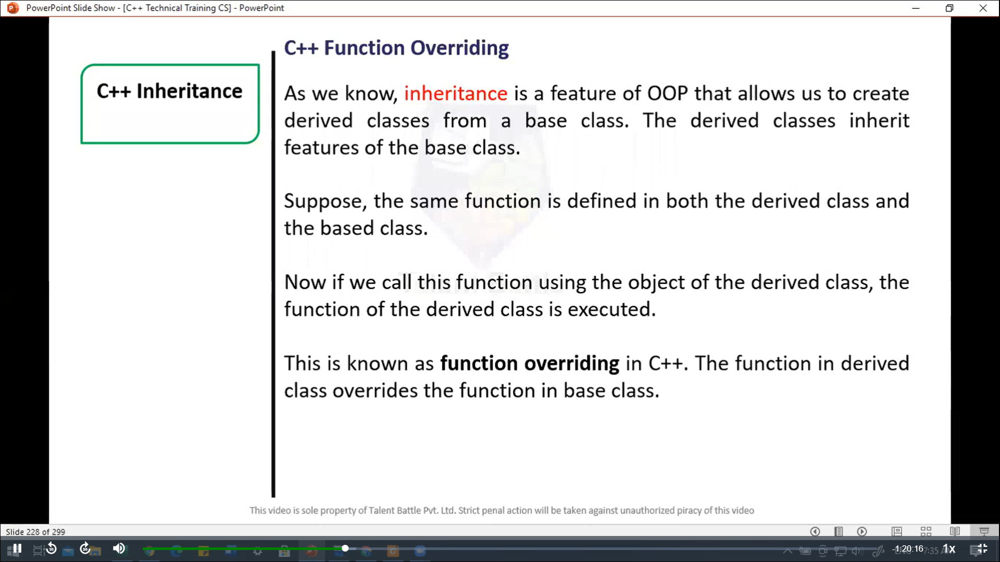 PowerPoint Slide Show - [C++ Technical Training CS] - PowerPoint
C++ Inheritance
C++ Function Overriding
As we know, inheritance is a feature of OOP that allows us to create
derived classes from a base class. The derived classes inherit
features of the base class.
Suppose, the same function is defined in both the derived class and
the based class.
Now if we call this function using the object of the derived class, the
function of the derived class is executed.
This is known as function overriding in C++. The function in derived
class overrides the function in base class.
This video is sole property of Talent Battle Pvt. Ltd. Strict penal action will be taken against unauthorized piracy of this video
Slide 228 of 299
10
30
-1:20:16
1x